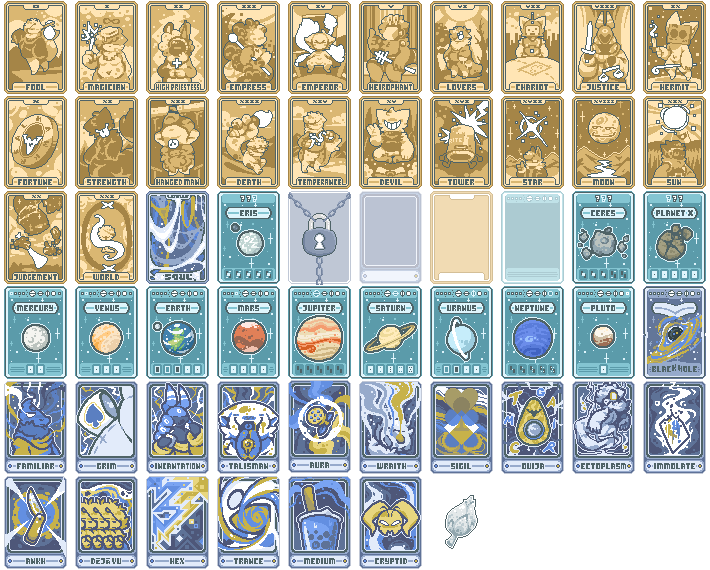 FOOL
MAGICIAN
HIGH PRIESTESS
EMPRESS
EMPEROR
HEIROPHANT
LOVERS
CHARIOT
JUSTICE
HERMIT
FORTUNE
STRENGTH
HANGED MAN
DEATH
TEMPERANCE
DEVIL
TOWER
STAR
MOON
SUN
JUDGEMENT
WORLD
SOUL
???
ERIS
???
CERES
???
PLANET X
MERCURY
VENUS
EARTH
MARS
JUPITER
SATURN
URANUS
NEPTUNE
PLUTO
BLACK HOLE
FAMILIAR
GRIM
INCANTATION
TALISMAN
AURA
WRAITH
SIGIL
OUIJA
ECTOPLASM
IMMOLATE
ANKH
DÉJÀ VU
HEX
TRANCE
MEDIUM
CRYPTID